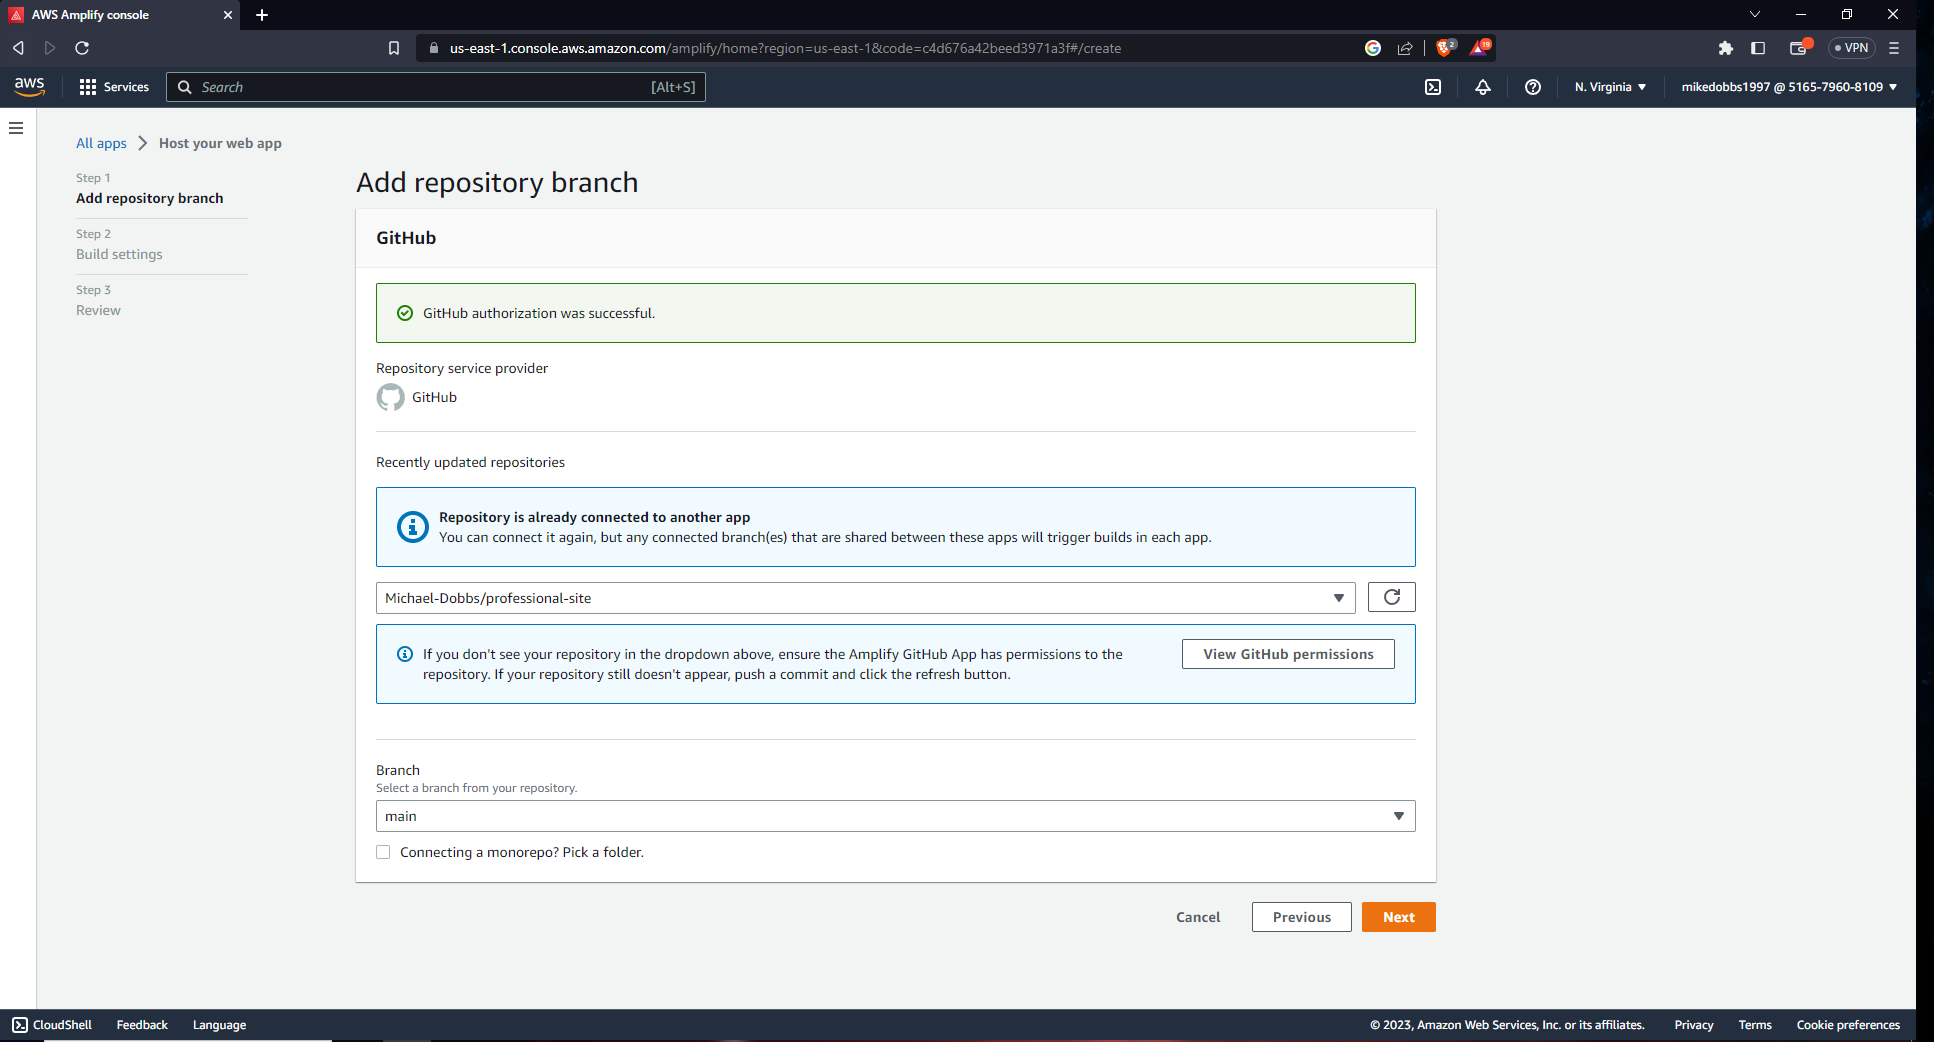 AWS Amplify console
us-east-1.console.aws.amazon.com/amplify/home?region=us-east-1&code=c4d676a42beed3971a3f#/create
2
19
VPN
aws
Services
Search
[Alt+S]
N. Virginia
mikedobbs1997 @ 5165-7960-8109
All apps
Host your web app
Step 1
Add repository branch
Step 2
Build settings
Step 3
Review
Add repository branch
GitHub
GitHub authorization was successful.
Repository service provider
GitHub
Recently updated repositories
Repository is already connected to another app
You can connect it again, but any connected branch(es) that are shared between these apps will trigger builds in each app.
Michael-Dobbs/professional-site
If you don't see your repository in the dropdown above, ensure the Amplify GitHub App has permissions to the
repository. If your repository still doesn't appear, push a commit and click the refresh button.
View GitHub permissions
Branch
Select a branch from your repository.
main
Connecting a monorepo? Pick a folder.
Cancel
Previous
Next
CloudShell
Feedback
Language
© 2023, Amazon Web Services, Inc. or its affiliates.
Privacy
Terms
Cookie preferences